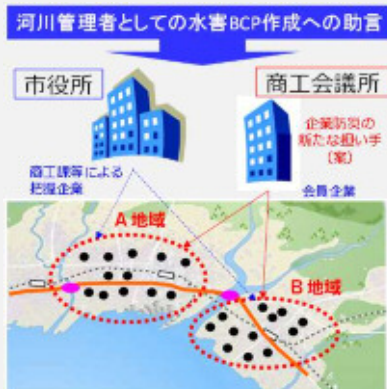 河川管理者としての水害BCP作成への助言
市役所
商工会議所
企業防災の
新たな担い手
(案)
商工課等による
把握企業
会員企業
A地域
B地域